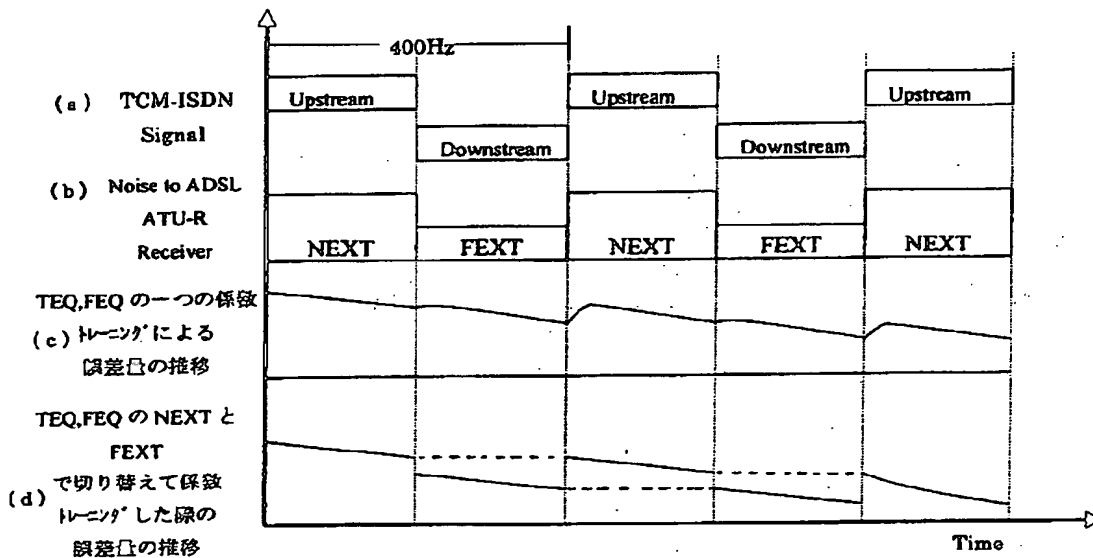 400Hz
(a) TCM-ISDN
Signal
Upstream
Upstream
Upstream
Downstream
Downstream
(b) Noise to ADSL
ATU-R
Receiver
NEXT
FEXT
NEXT
FEXT
NEXT
TEQ,FEQ の一つの係数
(c) トレーニングによる
誤差量の推移
TEQ,FEQ の NEXT と
FEXT
(d) で切り替えて係数
トレーニングした際の
誤差量の推移
Time